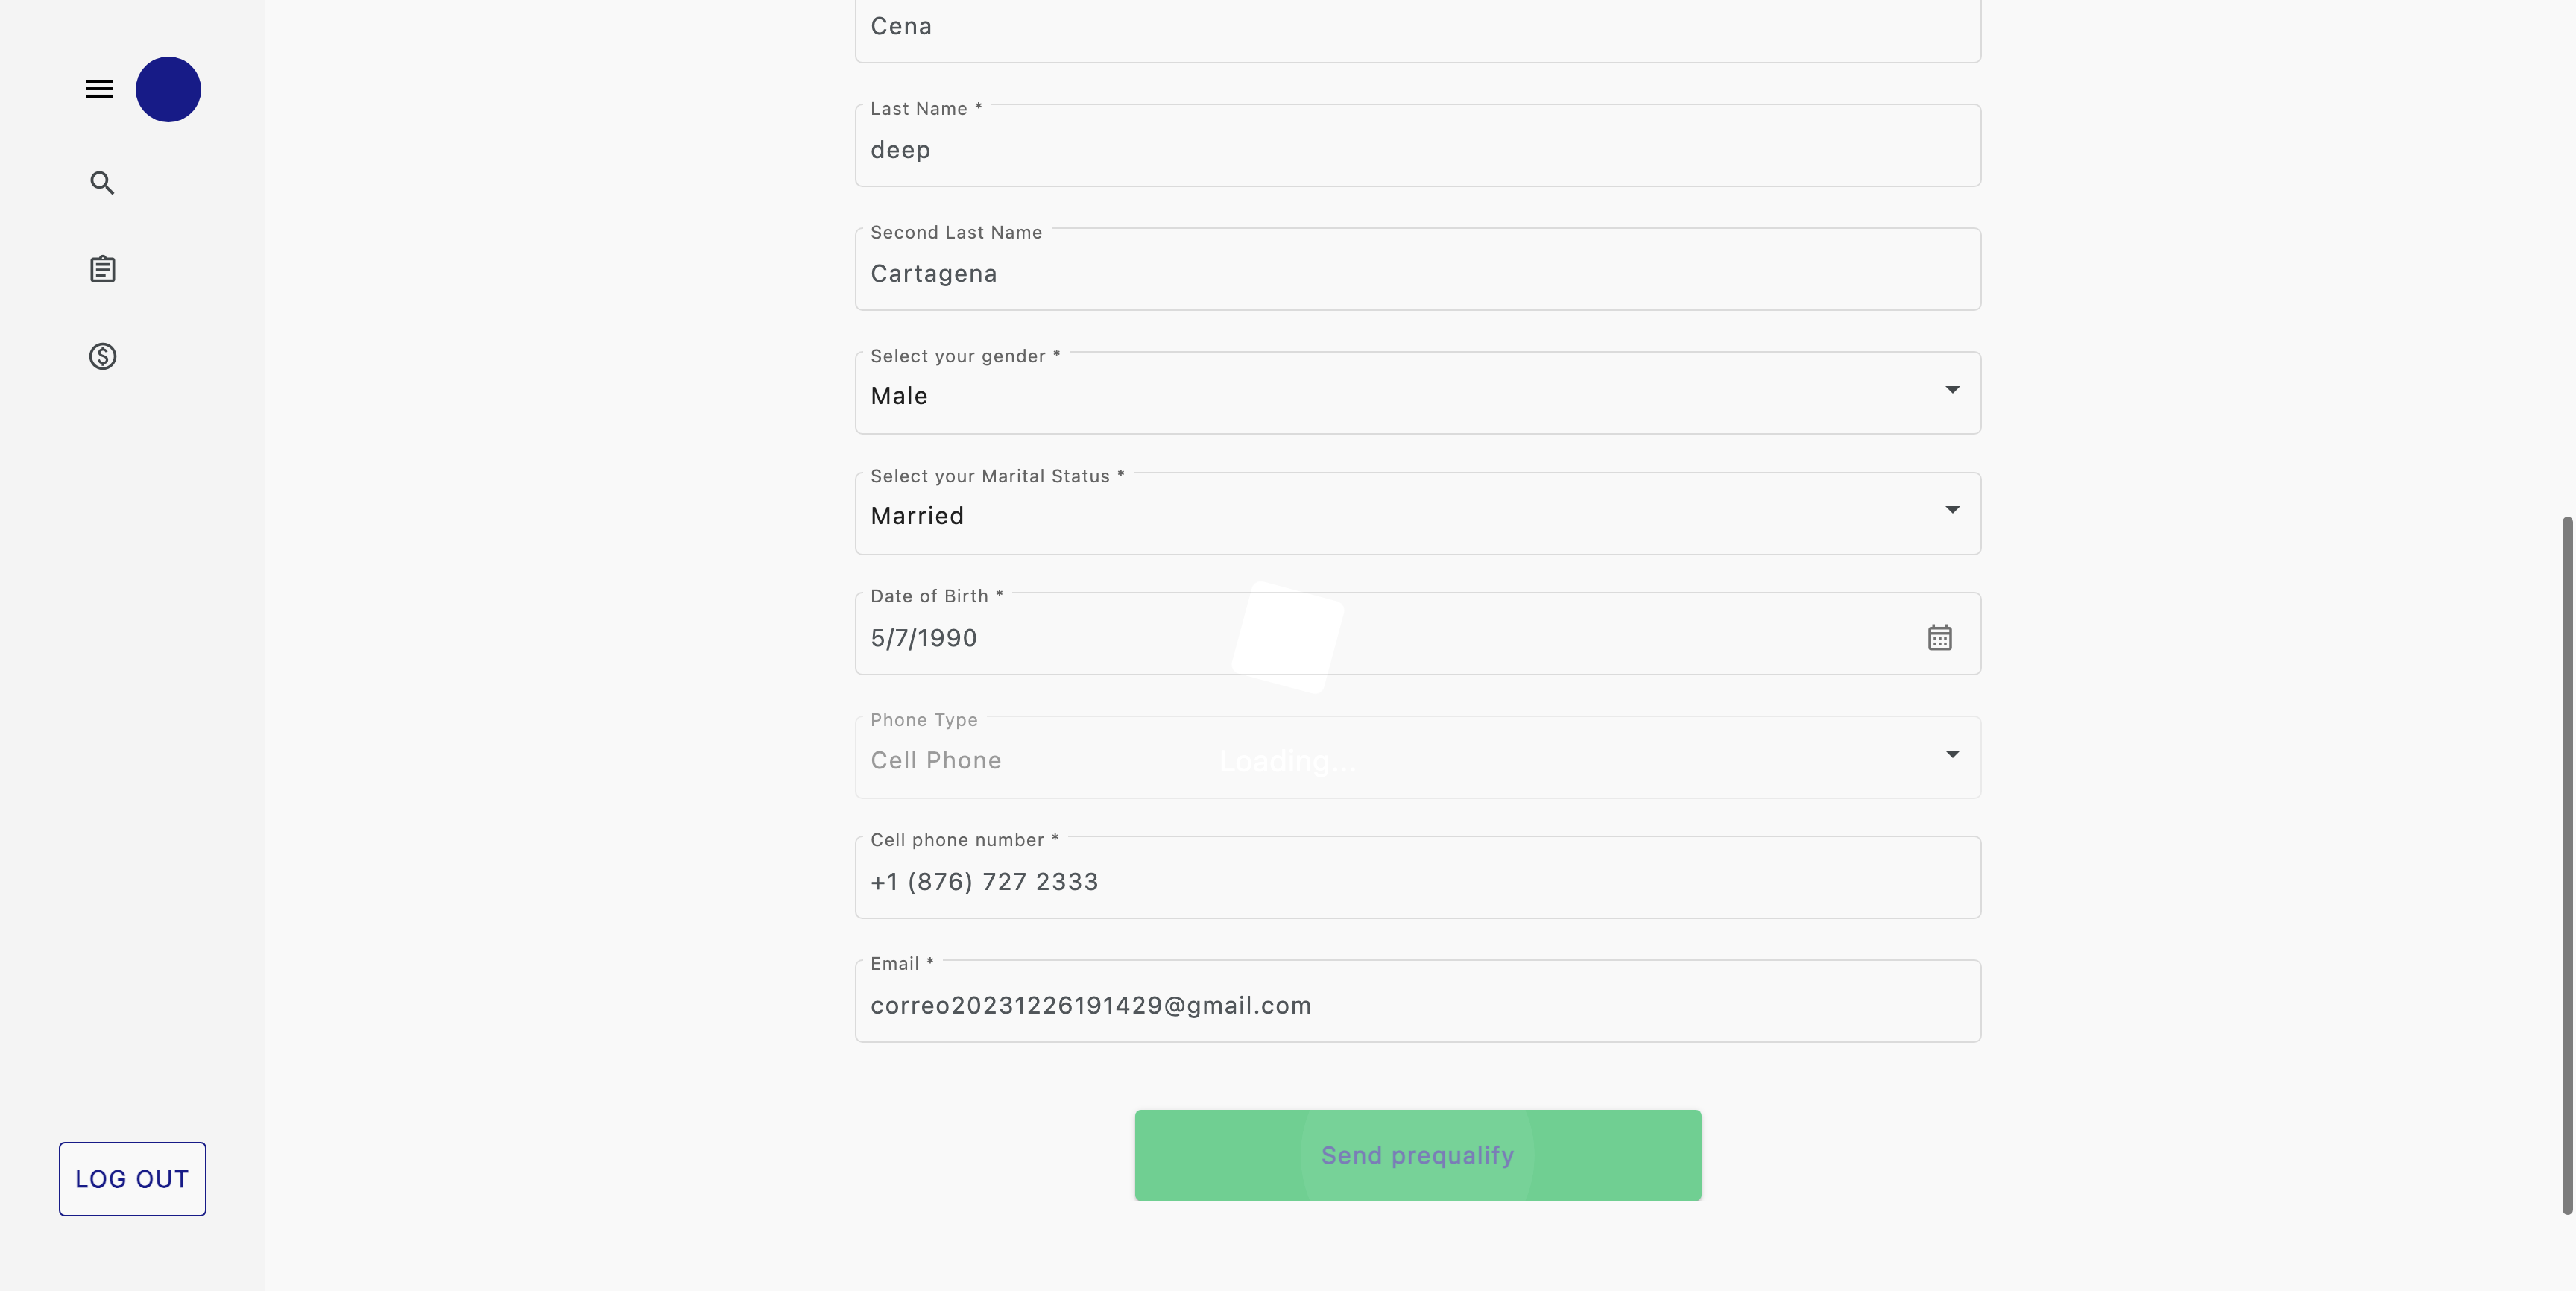 Cena
Last Name *
deep
Second Last Name
Cartagena
Select your gender *
Male
Select your Marital Status *
Married
Date of Birth *
5/7/1990
Phone Type
Cell Phone
Loading...
Cell phone number *
+1 (876) 727 2333
Email *
correo20231226191429@gmail.com
Send prequalify
LOG OUT